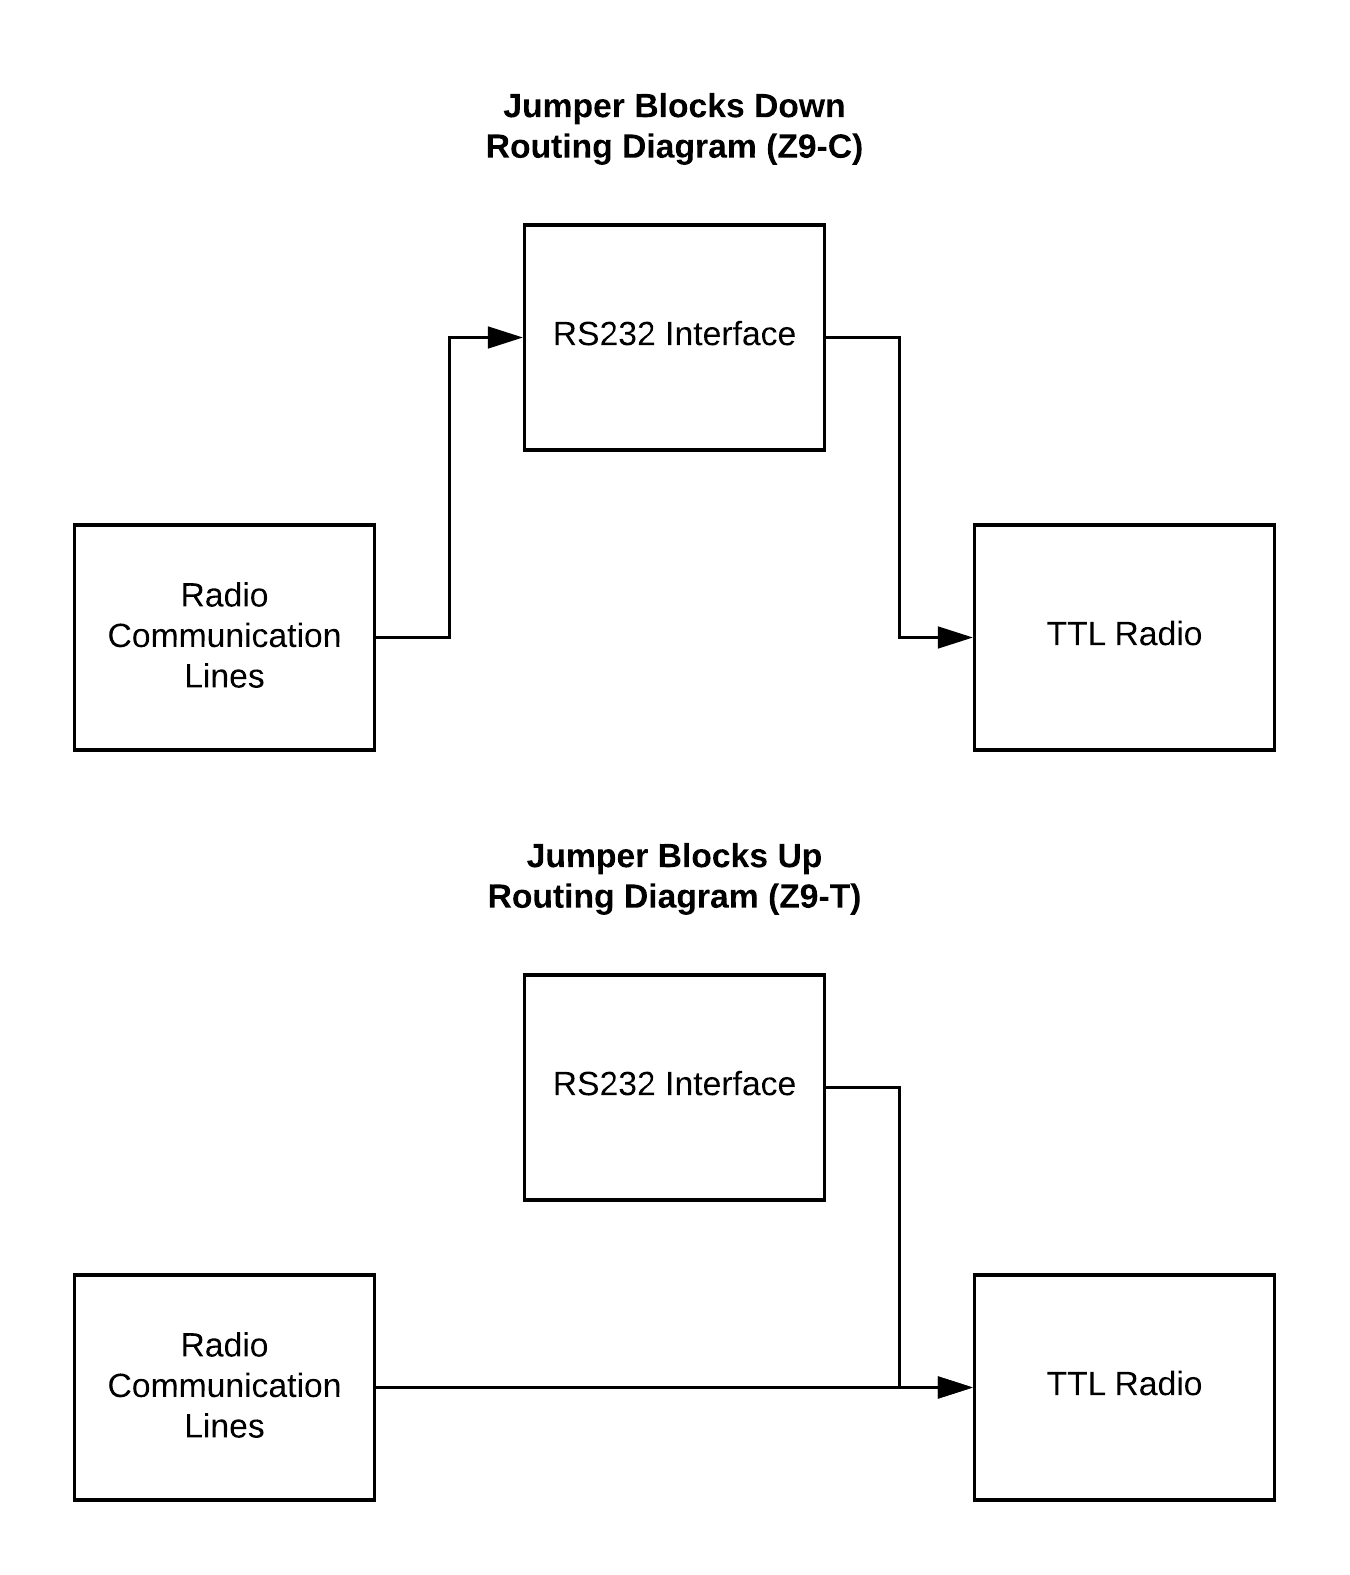 Jumper Blocks Down
Routing Diagram (Z9-C)
RS232 Interface
Radio
Communication
Lines
TTL Radio
Jumper Blocks Up
Routing Diagram (Z9-T)
RS232 Interface
Radio
Communication
Lines
TTL Radio